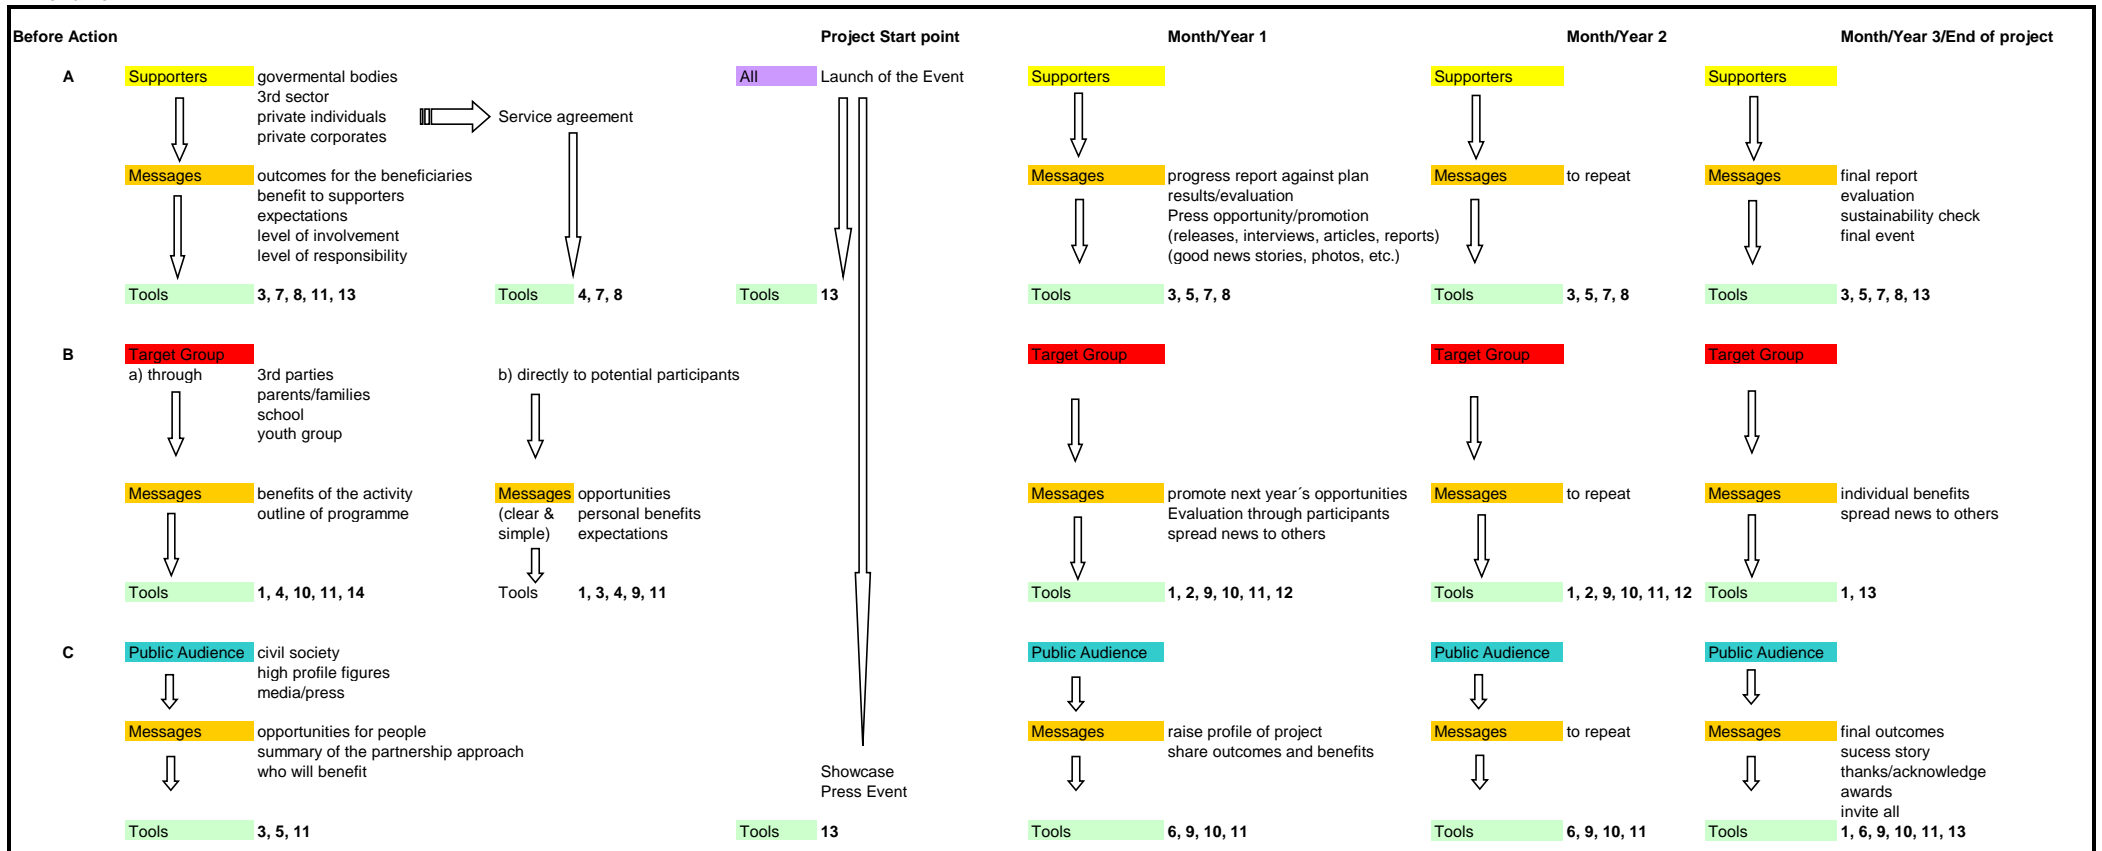 Before Action Project Start point Month/Year 1 Month/Year 2 Month/Year 3/End of project
A Supporters govermental bodies All Launch of the Event Supporters Supporters Supporters
3rd sector
private individuals Service agreement
private corporates
Messages outcomes for the beneficiaries Messages progress report against plan Messages to repeat Messages final report
benefit to supporters results/evaluation evaluation
expectations Press opportunity/promotion sustainability check
level of involvement (releases, interviews, articles, reports) final event
level of responsibility (good news stories, photos, etc.)
Tools 3, 7, 8, 11, 13 Tools 4, 7, 8 Tools 13 Tools 3, 5, 7, 8 Tools 3, 5, 7, 8 Tools 3, 5, 7, 8, 13
B Target Group Target Group Target Group Target Group
a) through 3rd parties b) directly to potential participants
parents/families
school
youth group
Messages benefits of the activity Messages opportunities Messages promote next year´s opportunities Messages to repeat Messages individual benefits
outline of programme (clear & personal benefits Evaluation through participants spread news to others
simple) expectations spread news to others
Tools 1, 4, 10, 11, 14 Tools 1, 3, 4, 9, 11 Tools 1, 2, 9, 10, 11, 12 Tools 1, 2, 9, 10, 11, 12 Tools 1, 13
C Public Audience civil society Public Audience Public Audience Public Audience
high profile figures
media/press
Messages opportunities for people Messages raise profile of project Messages to repeat Messages final outcomes
summary of the partnership approach share outcomes and benefits sucess story
who will benefit Showcase thanks/acknowledge
Press Event awards
invite all
Tools 3, 5, 11 Tools 13 Tools 6, 9, 10, 11 Tools 6, 9, 10, 11 Tools 1, 6, 9, 10, 11, 13